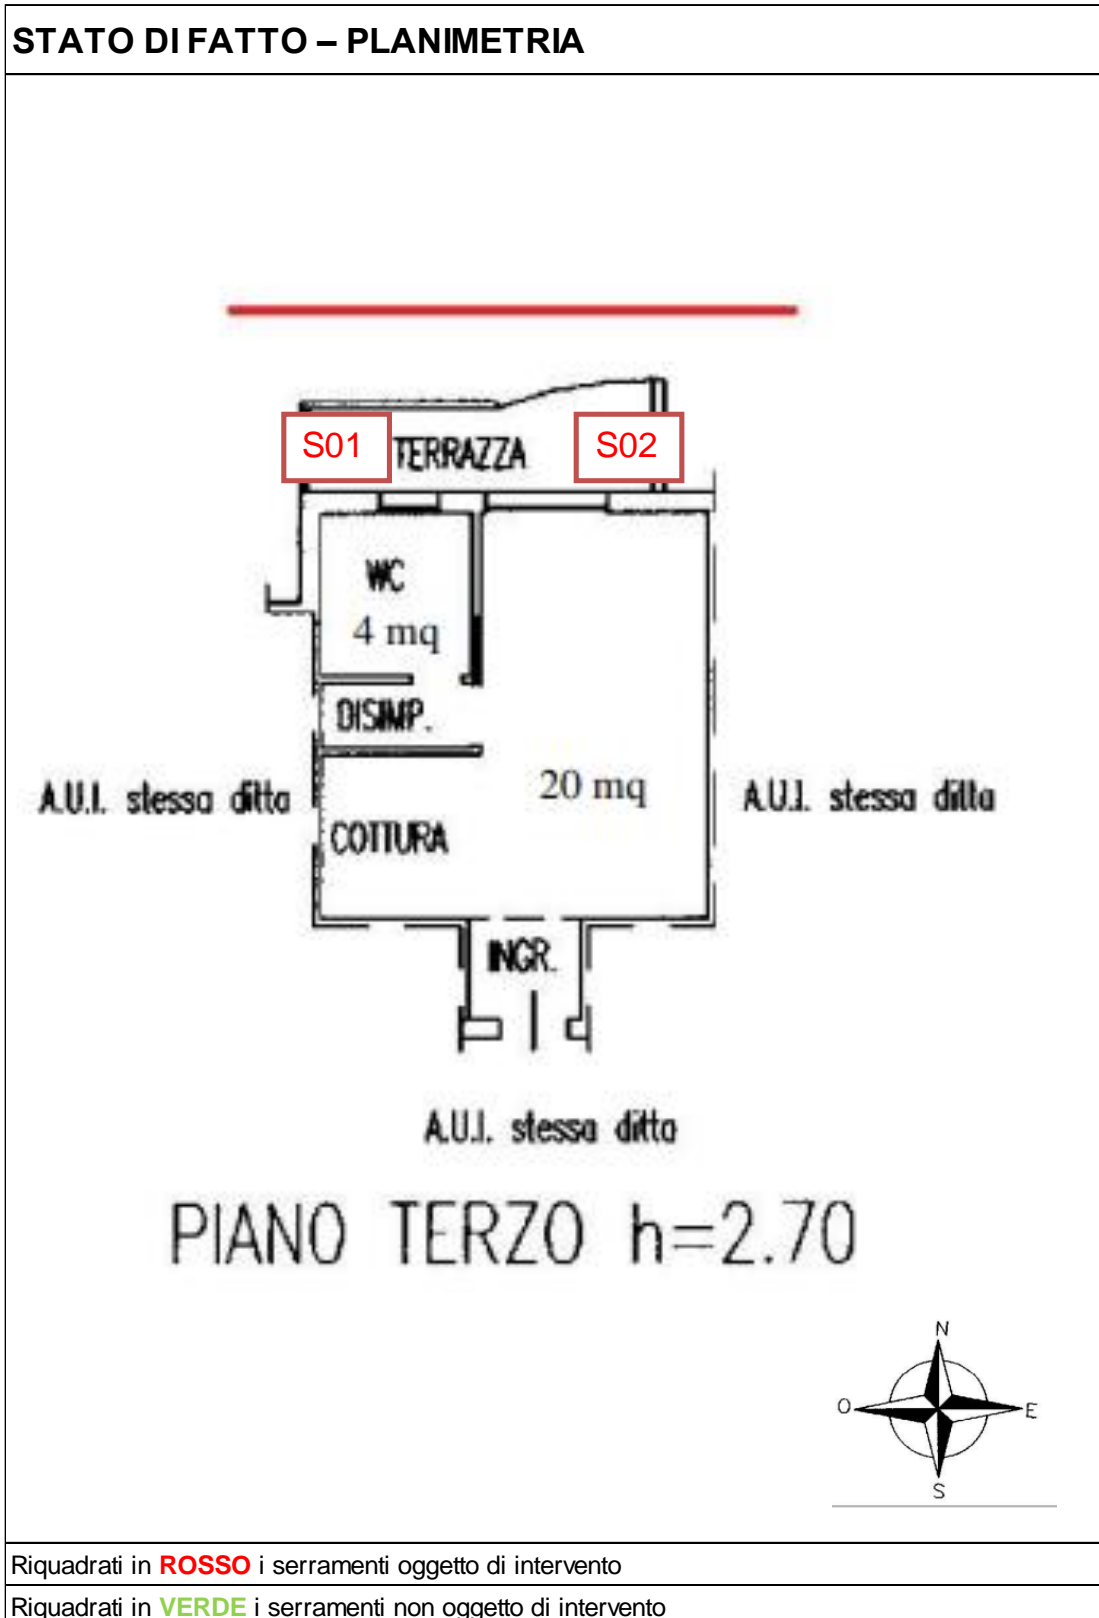 STATO DI FATTO – PLANIMETRIA
S01
TERRAZZA
S02
WC
4 mq
DISIMP.
20 mq
A.U.I. stessa ditta
A.U.I. stessa ditta
COTTURA
INGR.
A.U.I. stessa ditta
PIANO TERZO h=2.70
N
O
E
S
Riquadrati in ROSSO i serramenti oggetto di intervento
Riquadrati in VERDE i serramenti non oggetto di intervento